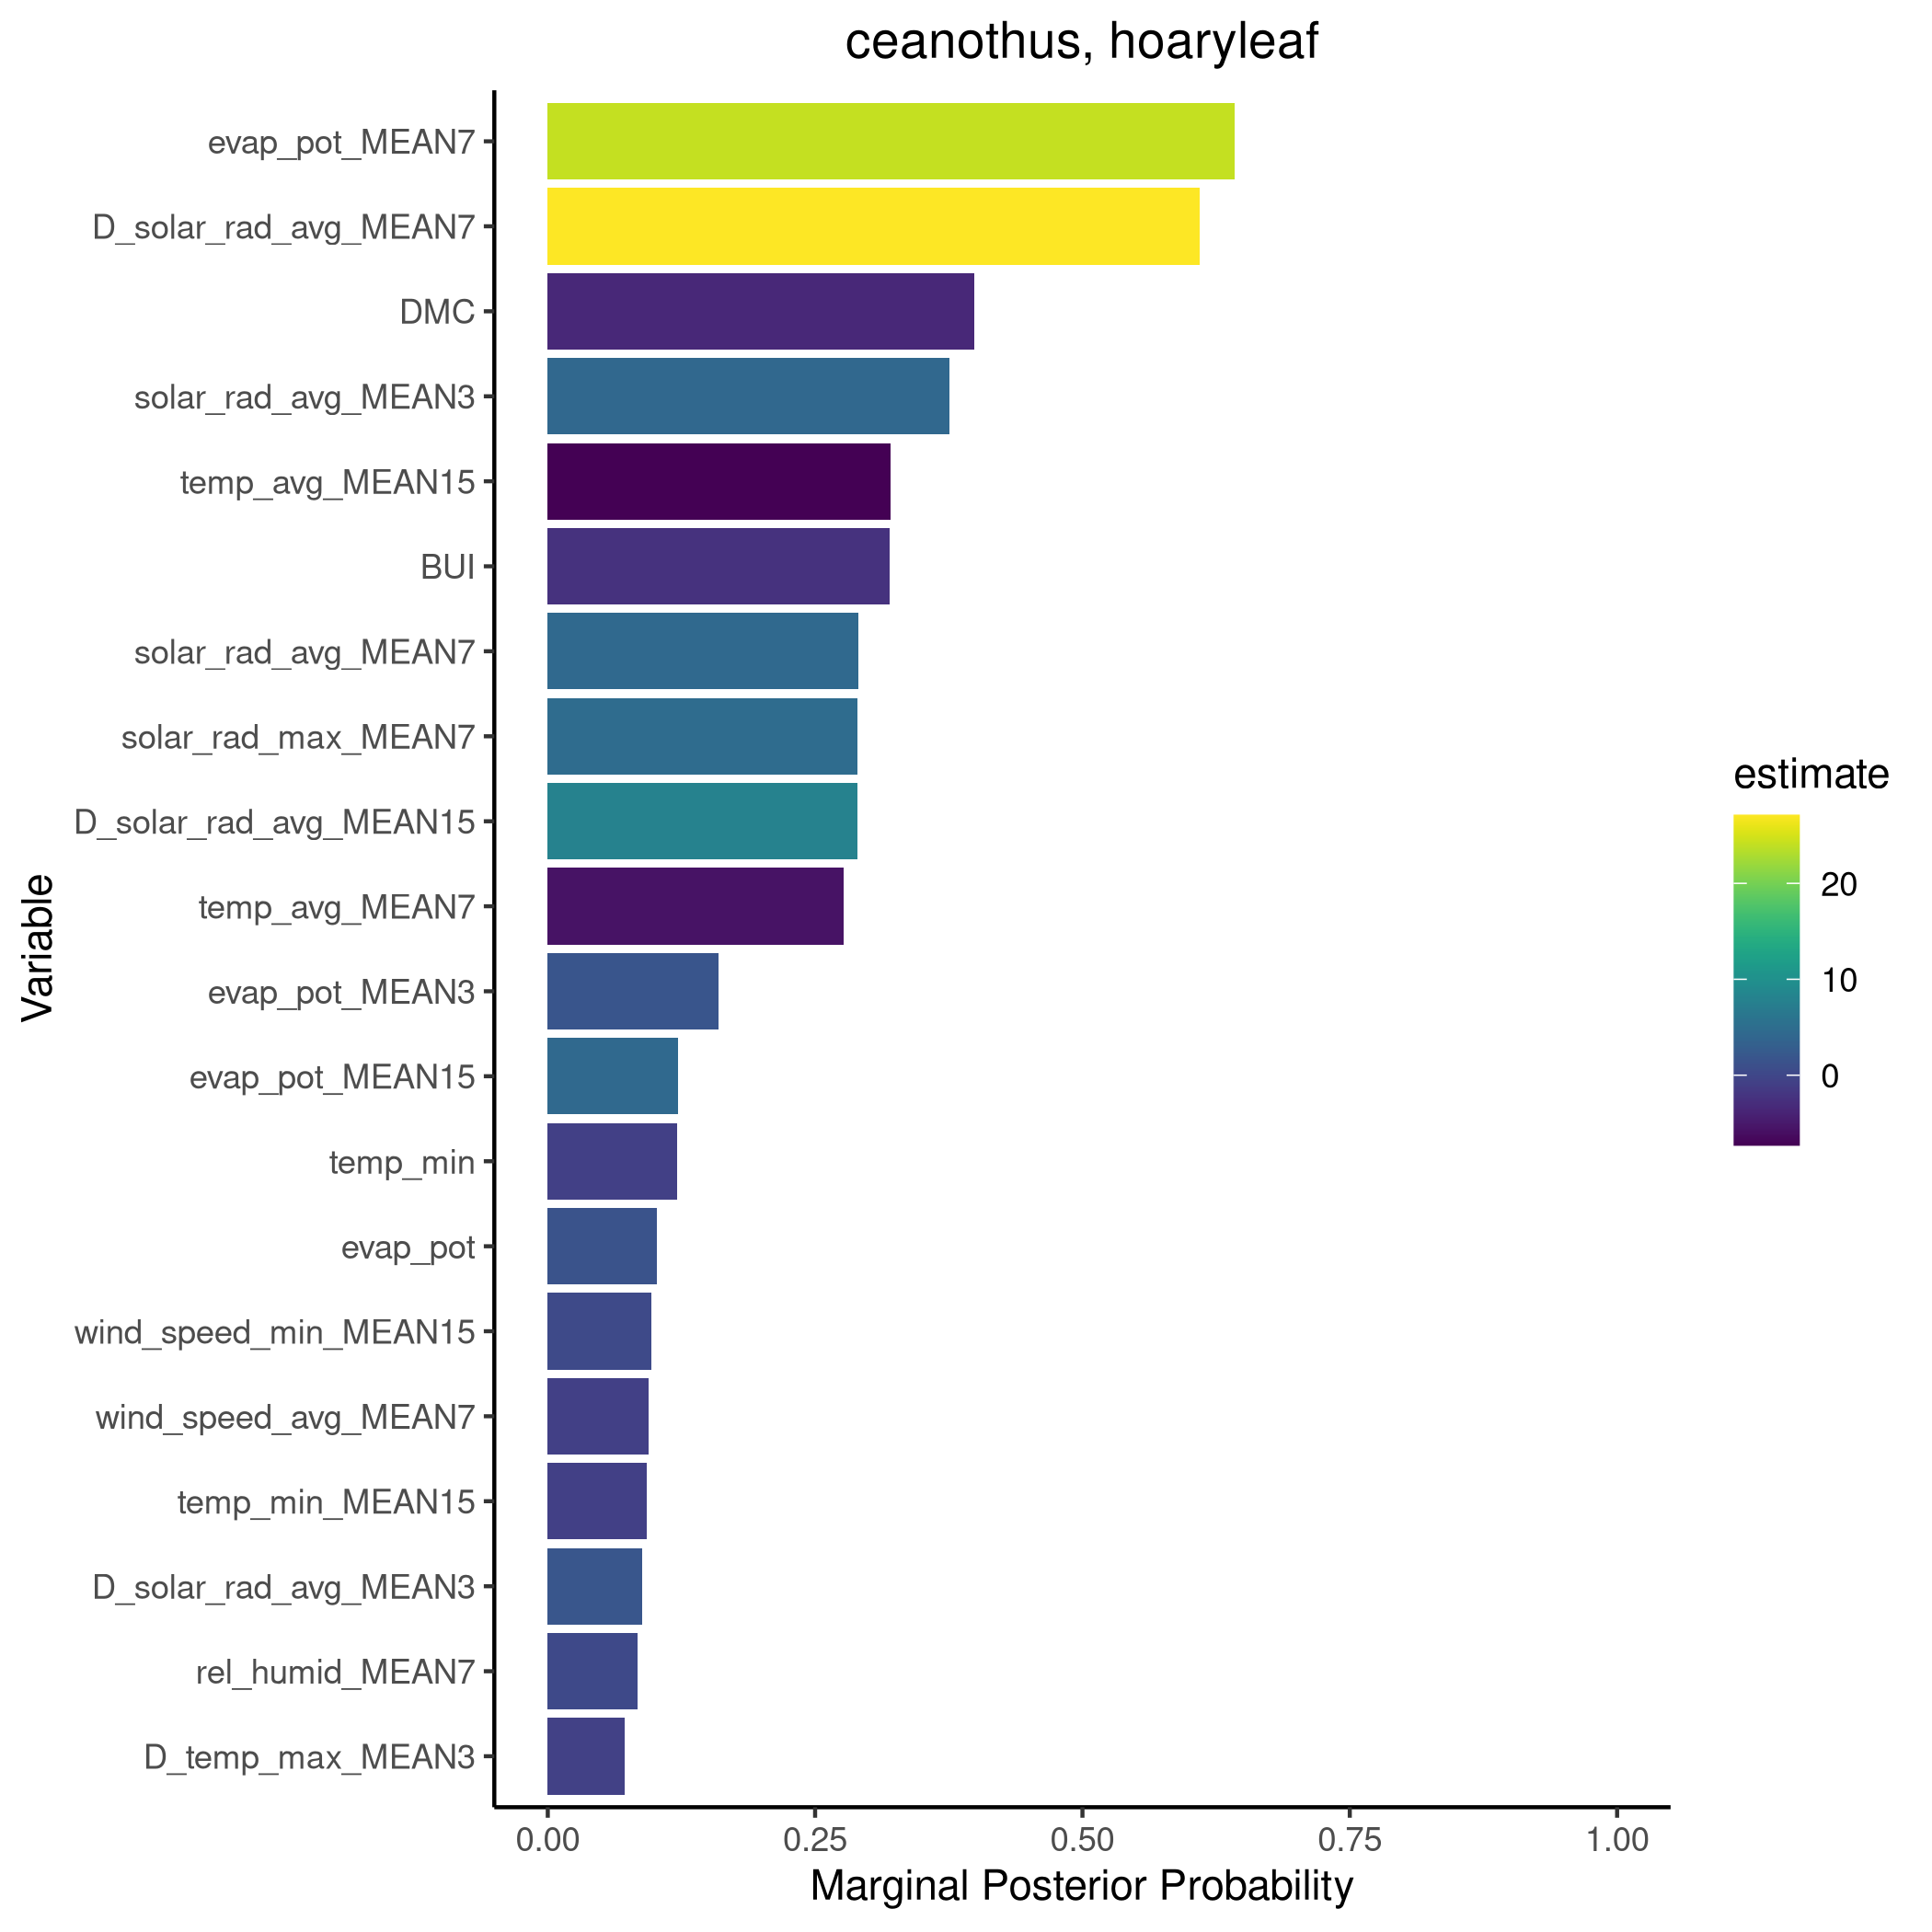 ceanothus, hoaryleaf
evap_pot_MEAN7
D_solar_rad_avg_MEAN7
DMC
solar_rad_avg_MEAN3
temp_avg_MEAN15
BUI
solar_rad_avg_MEAN7
solar_rad_max_MEAN7
D_solar_rad_avg_MEAN15
temp_avg_MEAN7
evap_pot_MEAN3
evap_pot_MEAN15
temp_min
evap_pot
wind_speed_min_MEAN15
wind_speed_avg_MEAN7
temp_min_MEAN15
D_solar_rad_avg_MEAN3
rel_humid_MEAN7
D_temp_max_MEAN3
Variable
0.00 0.25 0.50 0.75 1.00
Marginal Posterior Probability
estimate
20
10
0